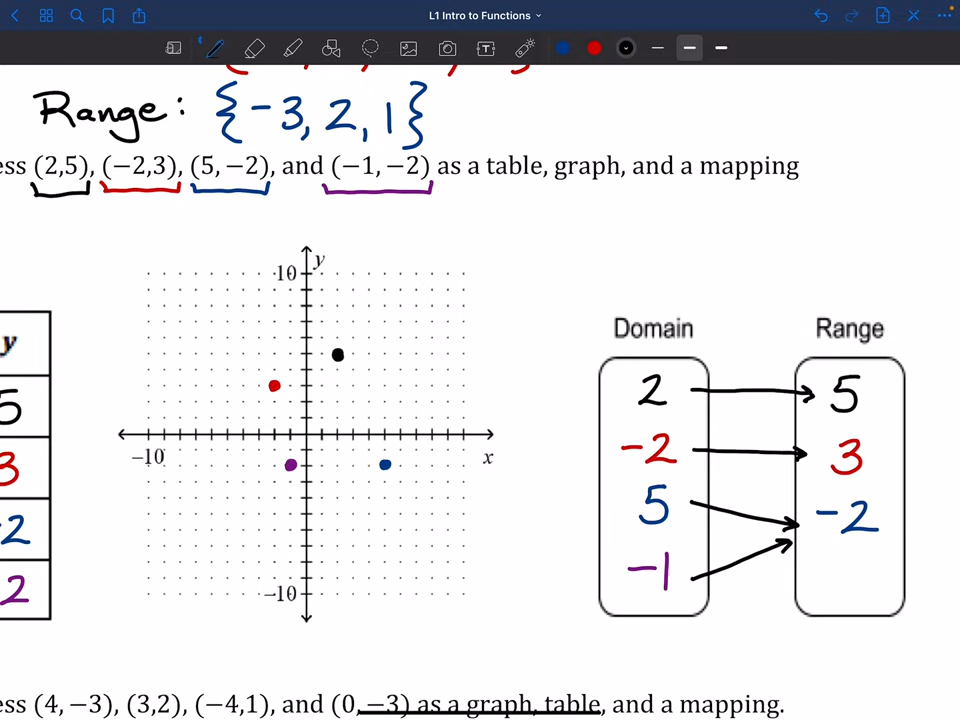 L1 Intro to Functions
T
Range: {-3, 2, 1}
ess (2,5), (−2,3), (5, −2), and (−1, −2) as a table, graph, and a mapping
y
10
−10
x
−10
y
5
3
-2
2
Domain Range
2 5
-2 3
5 -2
-1
ess (4, −3), (3,2), (−4,1), and (0, −3) as a graph, table, and a mapping.